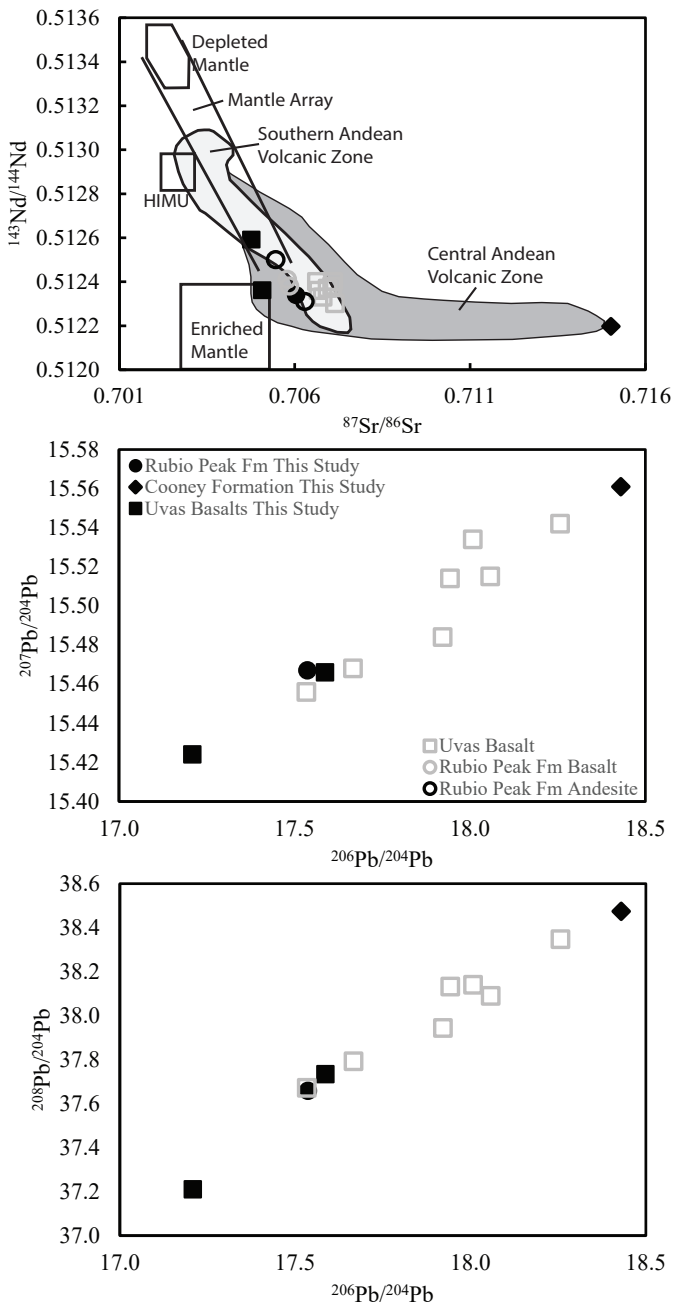 0.5136
0.5134
0.5132
0.5130
0.5128
0.5126
0.5124
0.5122
0.5120
¹⁴³Nd/¹⁴⁴Nd
Depleted
Mantle
Mantle Array
Southern Andean
Volcanic Zone
HIMU
Central Andean
Volcanic Zone
Enriched
Mantle
0.701
0.706
0.711
0.716
⁸⁷Sr/⁸⁶Sr
15.58
15.56
15.54
15.52
15.50
15.48
15.46
15.44
15.42
15.40
²⁰⁷Pb/²⁰⁴Pb
Rubio Peak Fm This Study
Cooney Formation This Study
Uvas Basalts This Study
Uvas Basalt
Rubio Peak Fm Basalt
Rubio Peak Fm Andesite
17.0
17.5
18.0
18.5
²⁰⁶Pb/²⁰⁴Pb
38.6
38.4
38.2
38.0
37.8
37.6
37.4
37.2
37.0
²⁰⁸Pb/²⁰⁴Pb
17.0
17.5
18.0
18.5
²⁰⁶Pb/²⁰⁴Pb